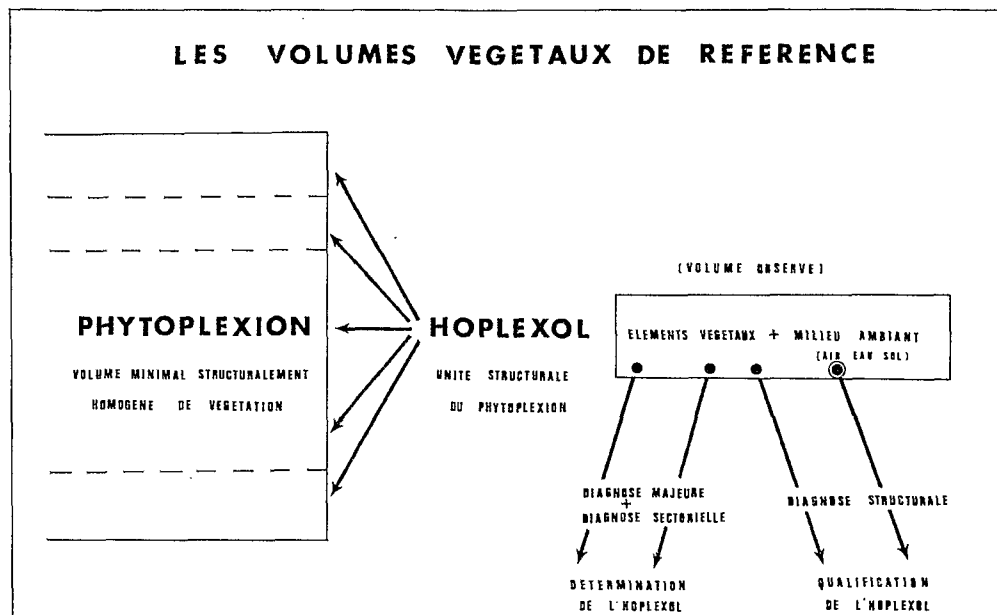 LES VOLUMES VEGETAUX DE REFERENCE
PHYTOPLEXION
VOLUME MINIMAL STRUCTURALEMENT
HOMOGENE DE VEGETATION
HOPLEXOL
UNITE STRUCTURALE
DU PHYTOPLEXION
(VOLUME OBSERVE)
ELEMENTS VEGETAUX + MILIEU AMBIANT
(AIR EAU SOL)
DIAGNOSE MAJEURE
+
DIAGNOSE SECTORIELLE
DIAGNOSE STRUCTURALE
DETERMINATION
DE L'HOPLEXOL
QUALIFICATION
DE L'HOPLEXOL